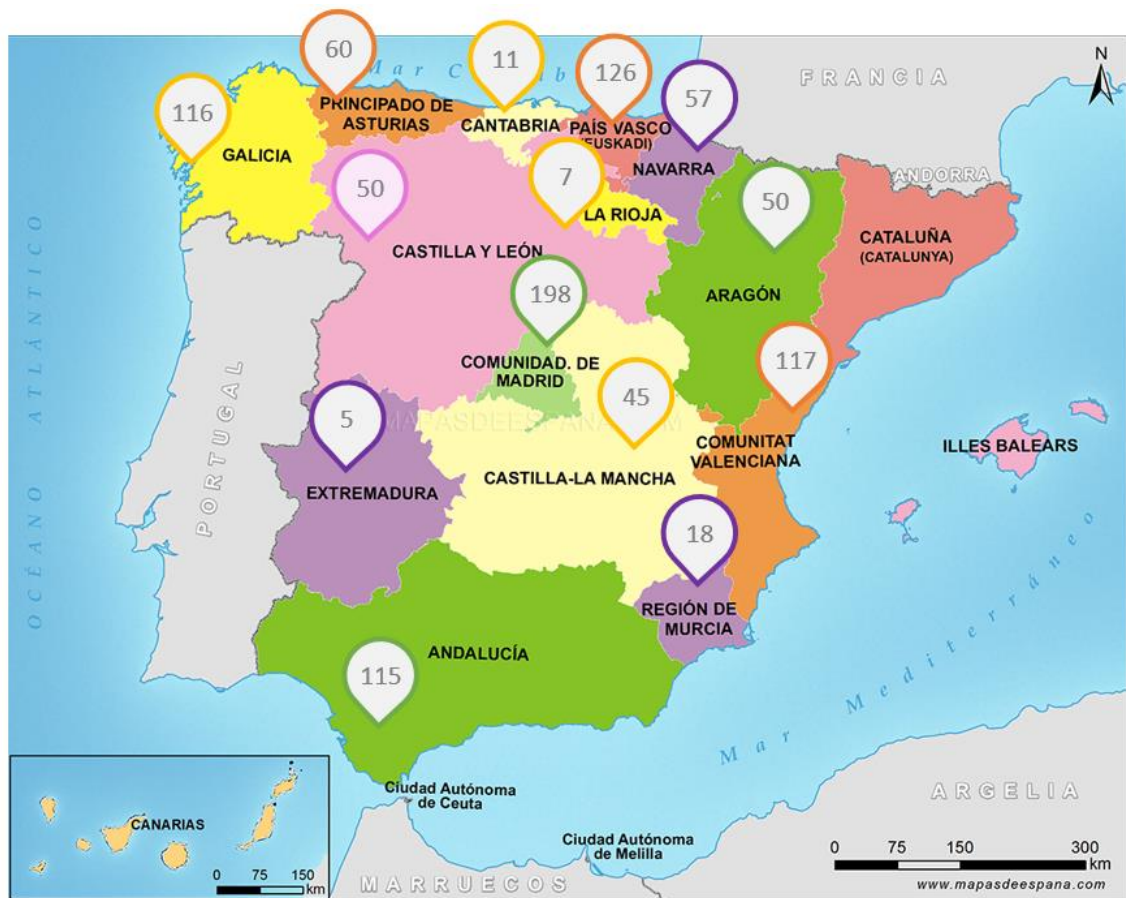 60
11
126
57
116
N
Mar C
b
FRANCIA
PRINCIPADO DE
ASTURIAS
CANTABRIA
PAÍS VASCO
(EUSKADI)
GALICIA
NAVARRA
ANDORRA
50
7
50
LA RIOJA
CATALUÑA
(CATALUNYA)
CASTILLA Y LEÓN
ARAGÓN
198
OCÉANO ATLÁNTICO
PORTUGAL
COMUNIDAD. DE
MADRID
117
45
5
MAPASDEESPANA.COM
COMUNITAT
VALENCIANA
ILLES BALEARS
CASTILLA-LA MANCHA
EXTREMADURA
18
REGIÓN DE
MURCIA
ANDALUCÍA
115
Mar Mediterráneo
Ciudad Autónoma
de Ceuta
ARGELIA
CANARIAS
Ciudad Autónoma
de Melilla
0 75 150
km
0 75 150 300
km
MARRUECOS
www.mapasdeespana.com